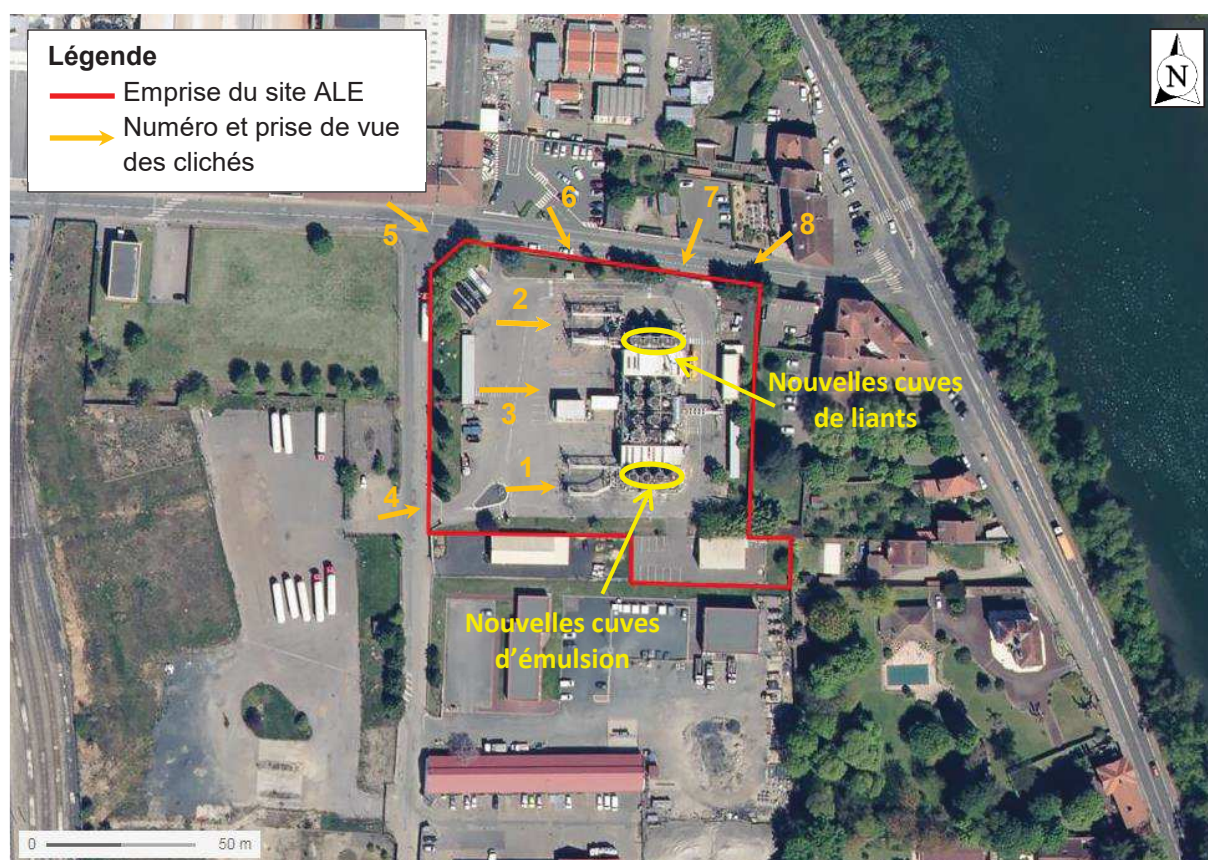 Légende
Emprise du site ALE
Numéro et prise de vue
des clichés
N
6
7
5
8
2
Nouvelles cuves
de liants
3
1
4
Nouvelles cuves
d'émulsion
0
50 m